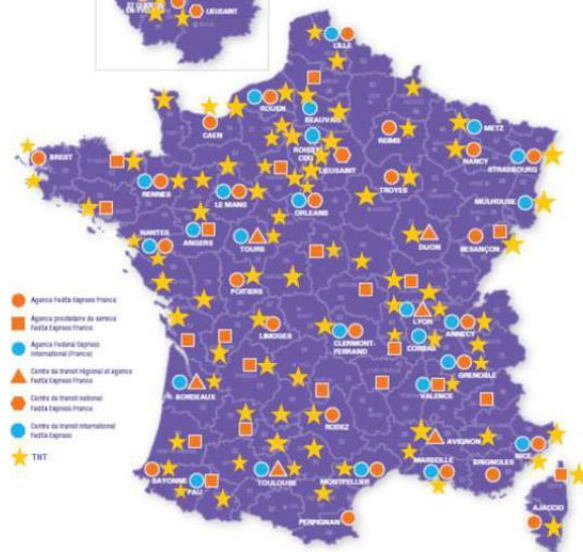 LIEUSAINT
LILLE
ROUEN
BEAUVAIS
METZ
CAEN
REIMS
BREST
ROISSY
CDG
NANCY
STRASBOURG
LIEUSAINT
RENNES
LE MANS
TROYES
MULHOUSE
ORLEANS
NANTES
ANGERS
TOURS
DIJON
BESANÇON
POITIERS
LYON
ANNECY
LIMOGES
CLERMONT-
FERRAND
CORBAS
GRENOBLE
BORDEAUX
VALENCE
RODEZ
AVIGNON
NICE
BAYONNE
PAU
TOULOUSE
MONTPELLIER
MARSEILLE
BRIGNOLES
PERPIGNAN
AJACCIO
Agence FedEx Express France
Agence prestataire de service
FedEx Express France
Agence Federal Express
International (France)
Centre de transit régional et agence
FedEx Express France
Centre de transit national
FedEx Express France
Centre de transit international
FedEx Express
TNT